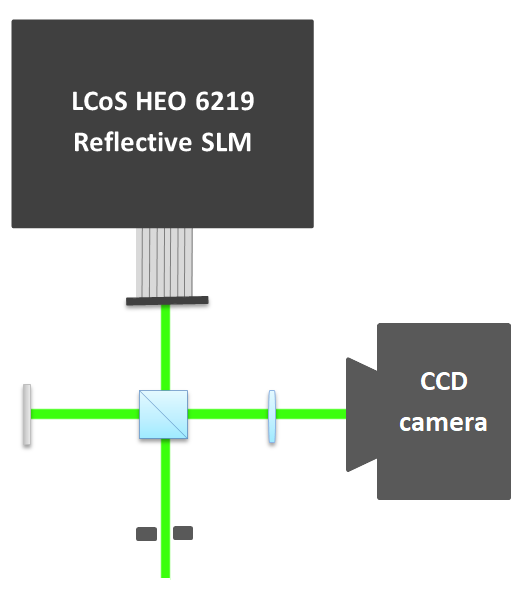 LCoS HEO 6219
Reflective SLM
CCD
camera